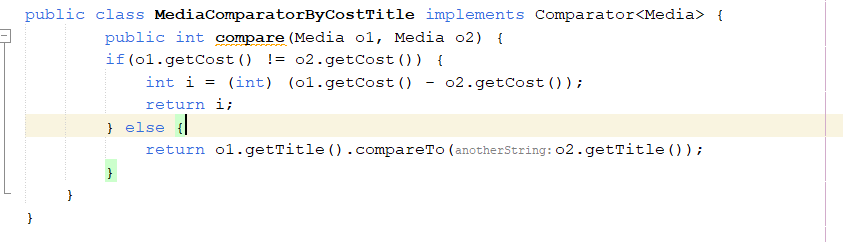 public class MediaComparatorByCostTitle implements Comparator<Media> {
public int compare(Media o1, Media o2) {
if(o1.getCost() != o2.getCost()) {
int i = (int) (o1.getCost() - o2.getCost());
return i;
} else {
return o1.getTitle().compareTo(anotherString:o2.getTitle());
}
}
}